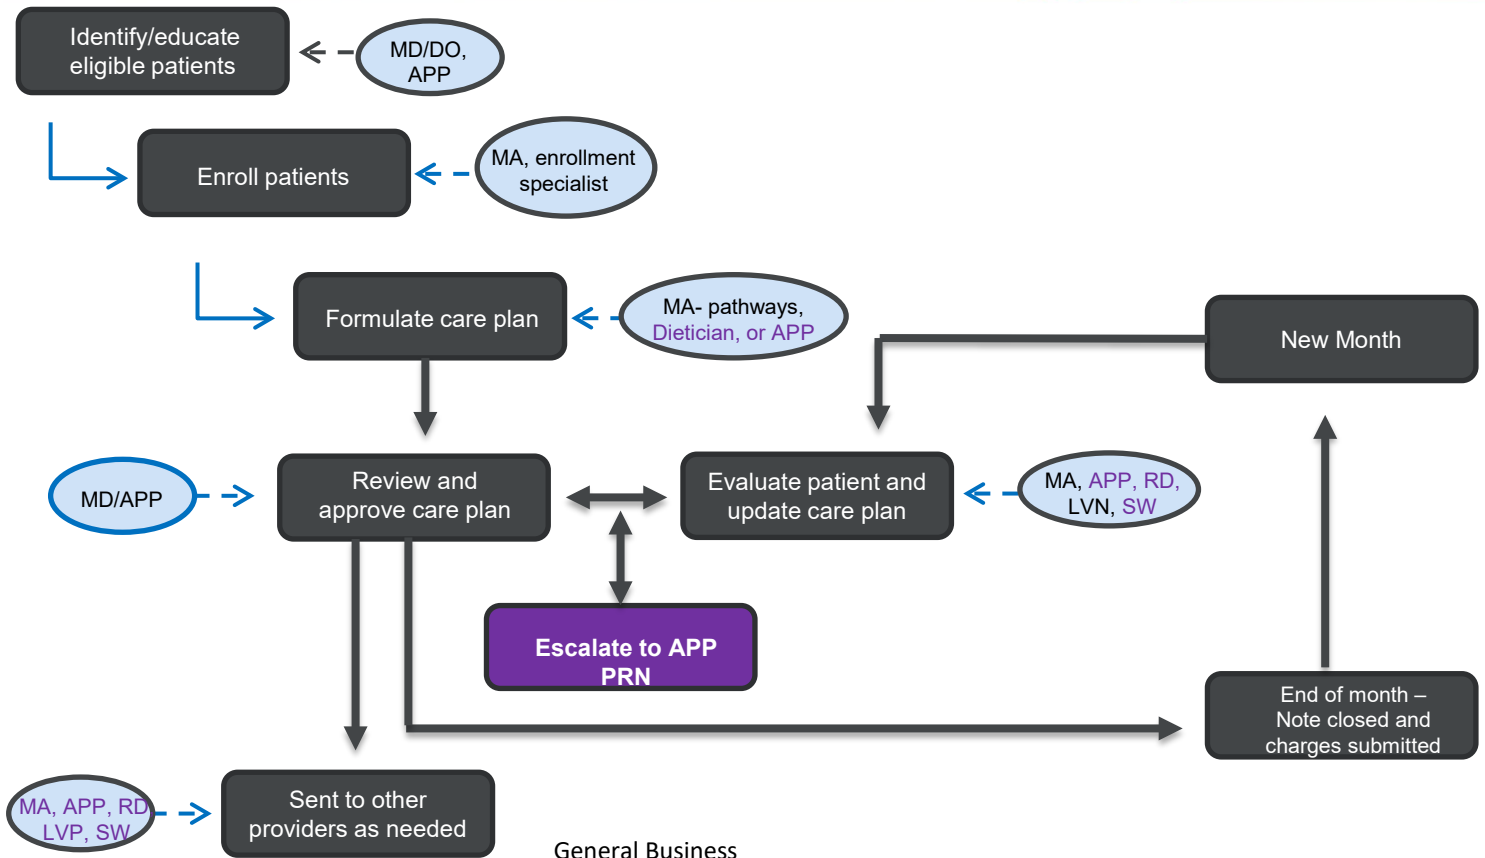 Identify/educate
eligible patients
MD/DO,
APP
Enroll patients
MA, enrollment
specialist
Formulate care plan
MA- pathways,
Dietician, or APP
New Month
MD/APP
Review and
approve care plan
Evaluate patient and
update care plan
MA, APP, RD,
LVN, SW
Escalate to APP
PRN
End of month –
Note closed and
charges submitted
MA, APP, RD
LVP, SW
Sent to other
providers as needed
General Business